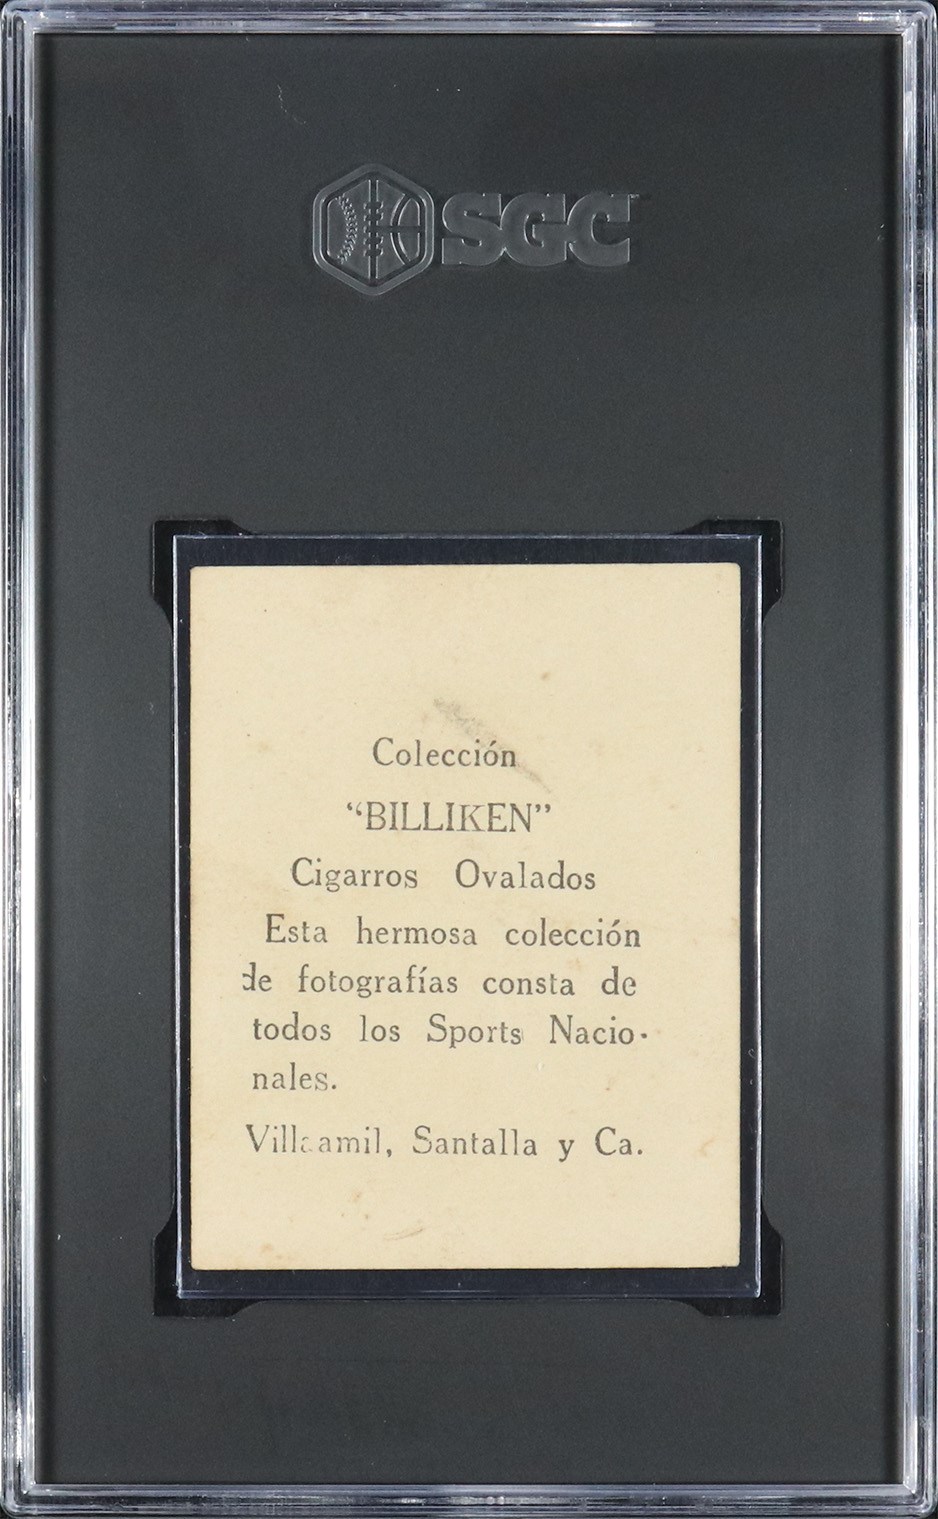 SGC
Colección
“BILLIKEN”
Cigarros Ovalados
Esta hermosa colección
de fotografías consta de
todos los Sports Nacio-
nales.
Villaamil, Santalla y Ca.